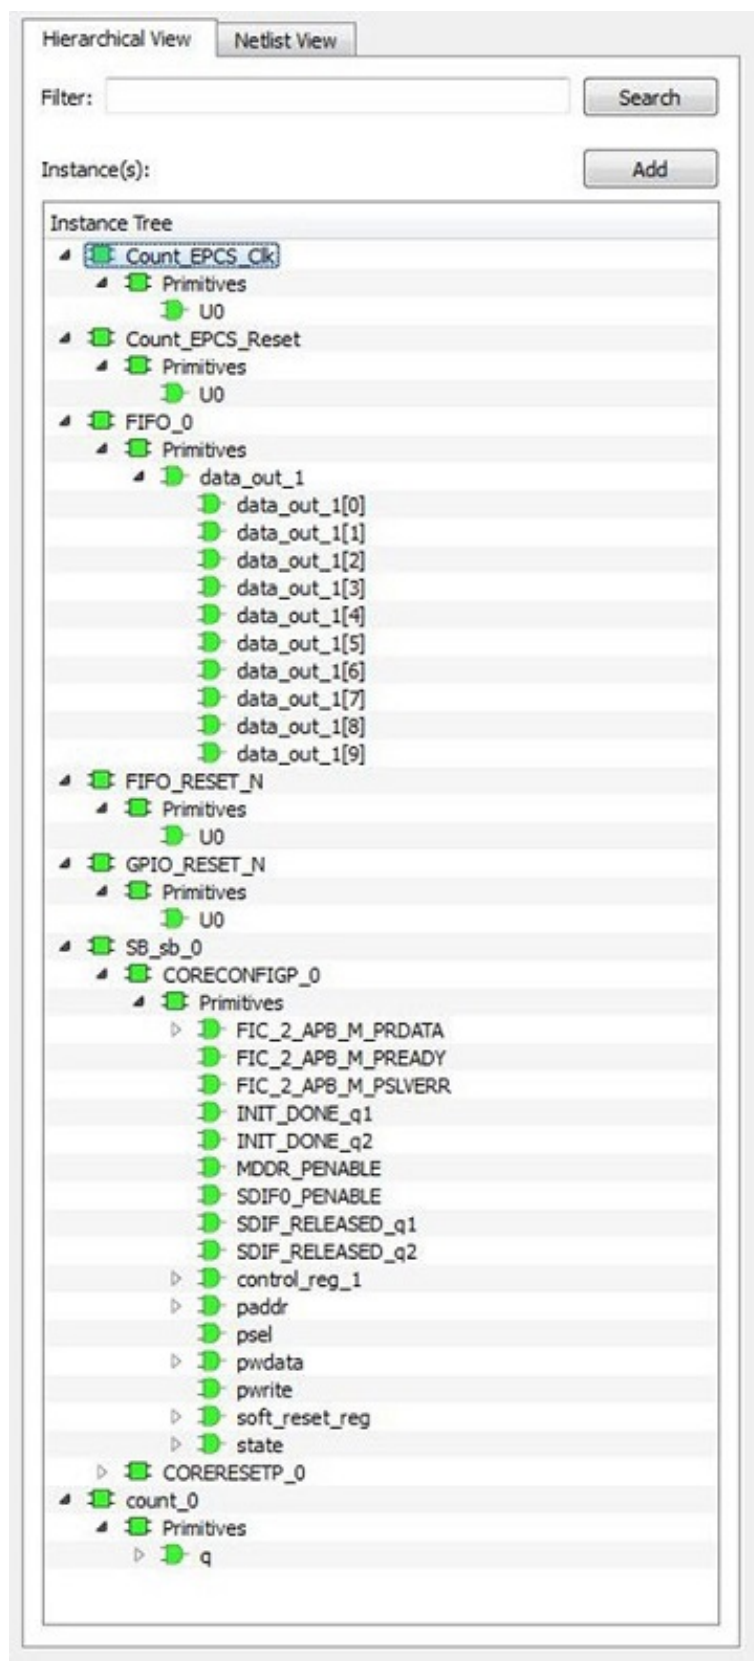 Hierarchical View Netlist View
Filter: Search
Instance(s): Add
Instance Tree
Count_EPCS_Clk
Primitives
U0
Count_EPCS_Reset
Primitives
U0
FIFO_0
Primitives
data_out_1
data_out_1[0]
data_out_1[1]
data_out_1[2]
data_out_1[3]
data_out_1[4]
data_out_1[5]
data_out_1[6]
data_out_1[7]
data_out_1[8]
data_out_1[9]
FIFO_RESET_N
Primitives
U0
GPIO_RESET_N
Primitives
U0
SB_sb_0
CORECONFIGP_0
Primitives
FIC_2_APB_M_PRDATA
FIC_2_APB_M_PREADY
FIC_2_APB_M_PSLVERR
INIT_DONE_q1
INIT_DONE_q2
MDDR_PENABLE
SDIF0_PENABLE
SDIF_RELEASED_q1
SDIF_RELEASED_q2
control_reg_1
paddr
psel
pwdata
pwrite
soft_reset_reg
state
CORERESETP_0
count_0
Primitives
q